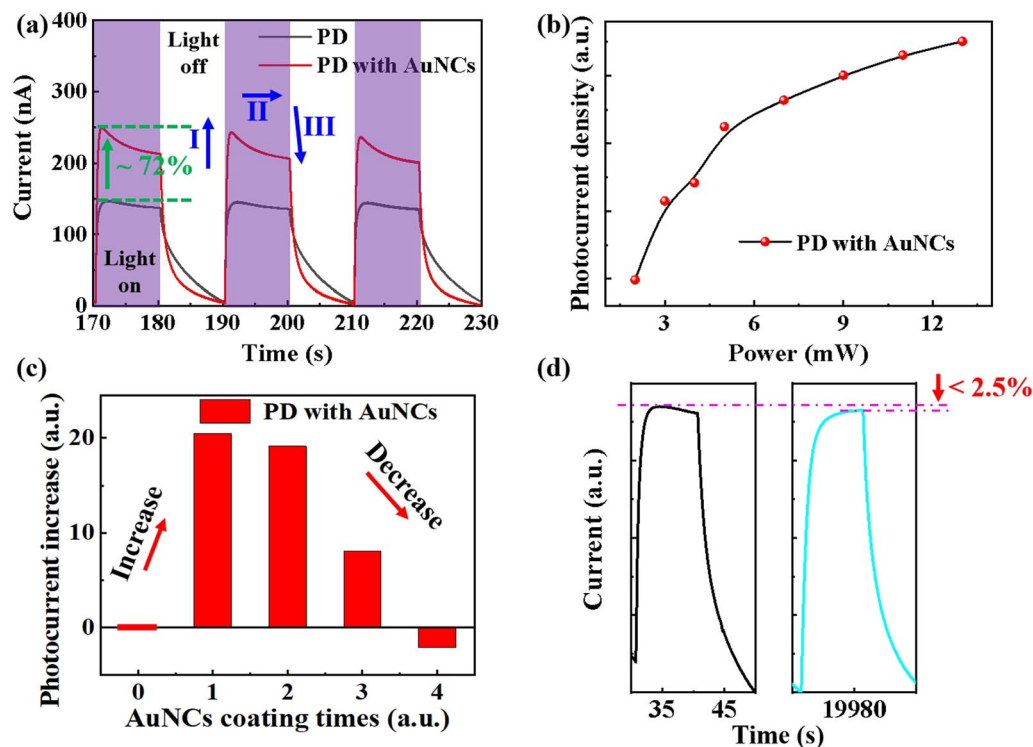 (a)
400
300
200
100
0
Current (nA)
170 180 190 200 210 220 230
Time (s)
Light
off
PD
PD with AuNCs
I
II
III
~ 72%
Light
on
(b)
Photocurrent density (a.u.)
PD with AuNCs
3 6 9 12
Power (mW)
(c)
Photocurrent increase (a.u.)
20
10
0
PD with AuNCs
Increase
Decrease
0 1 2 3 4
AuNCs coating times (a.u.)
(d)
Current (a.u.)
< 2.5%
35 45 19980
Time (s)